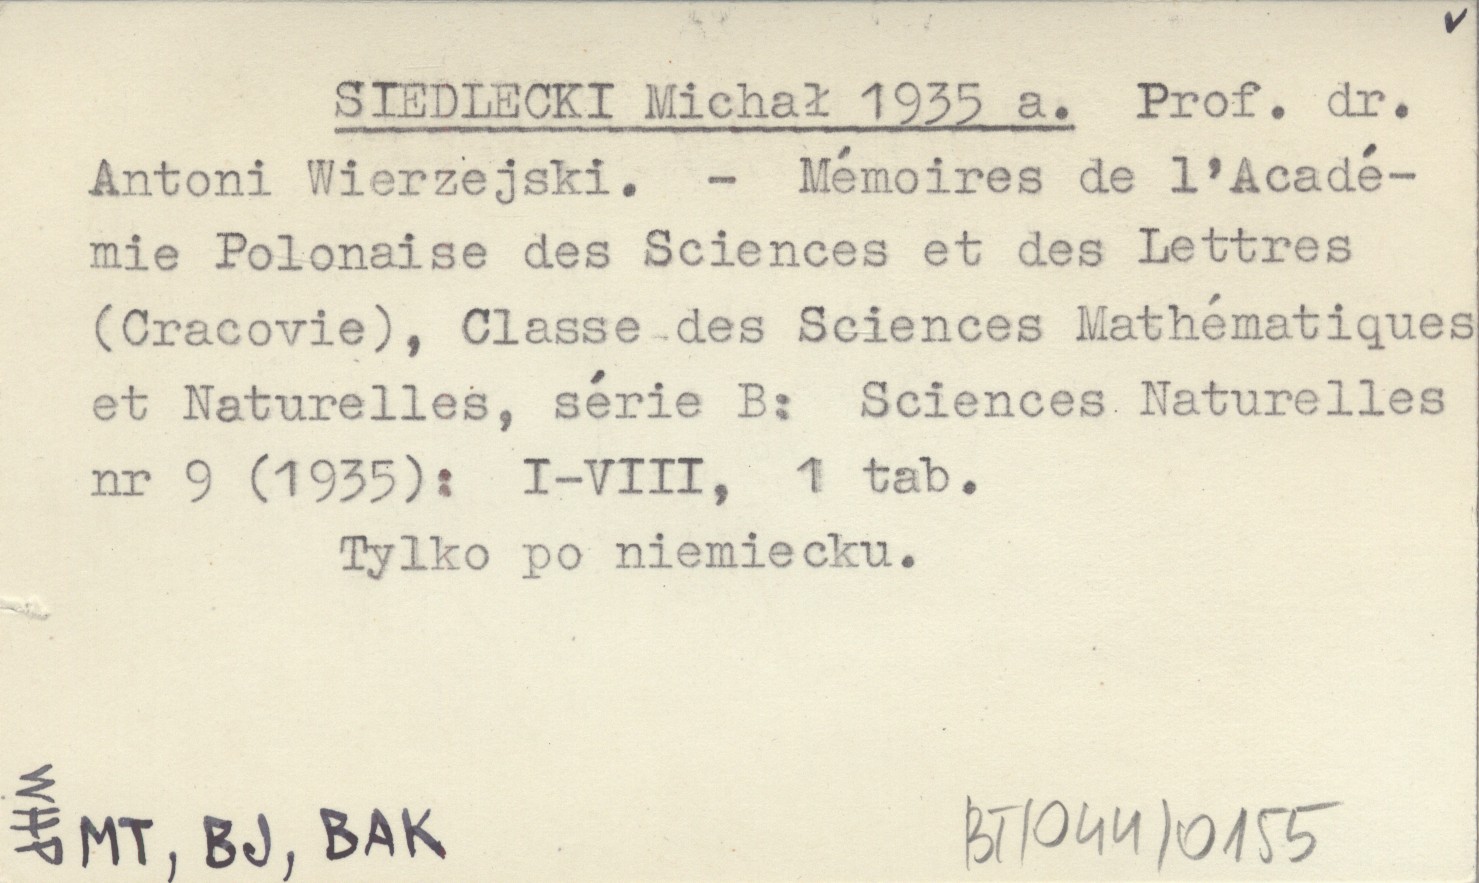 SIEDLECKI Michał 1935 a. Prof. dr.
Antoni Wierzejski. - Mémoires de l'Acadé-
mie Polonaise des Sciences et des Lettres
(Cracovie), Classe des Sciences Mathématiques
et Naturelles, série B: Sciences Naturelles
nr 9 (1935): I-VIII, 1 tab.
Tylko po niemiecku.
MT, BJ, BAK
BT/044/0155